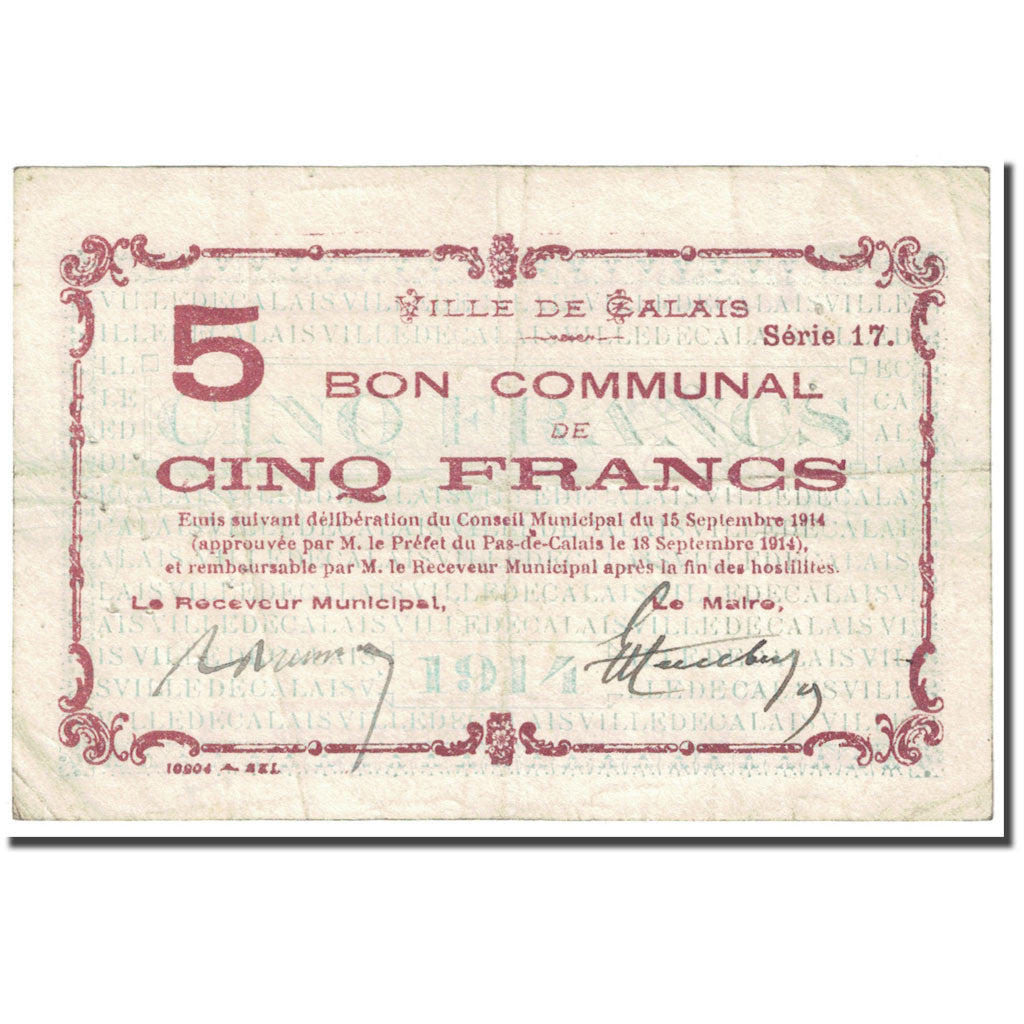 VILLE DE CALAIS
5
Série 17.
BON COMMUNAL
DE
CINQ FRANCS
CINQ FRANCS
Emis suivant délibération du Conseil Municipal du 15 Septembre 1914
(approuvée par M. le Préfet du Pas-de-Calais le 18 Septembre 1914),
et remboursable par M. le Receveur Municipal après la fin des hostilités.
Le Receveur Municipal, Le Maire,
1914